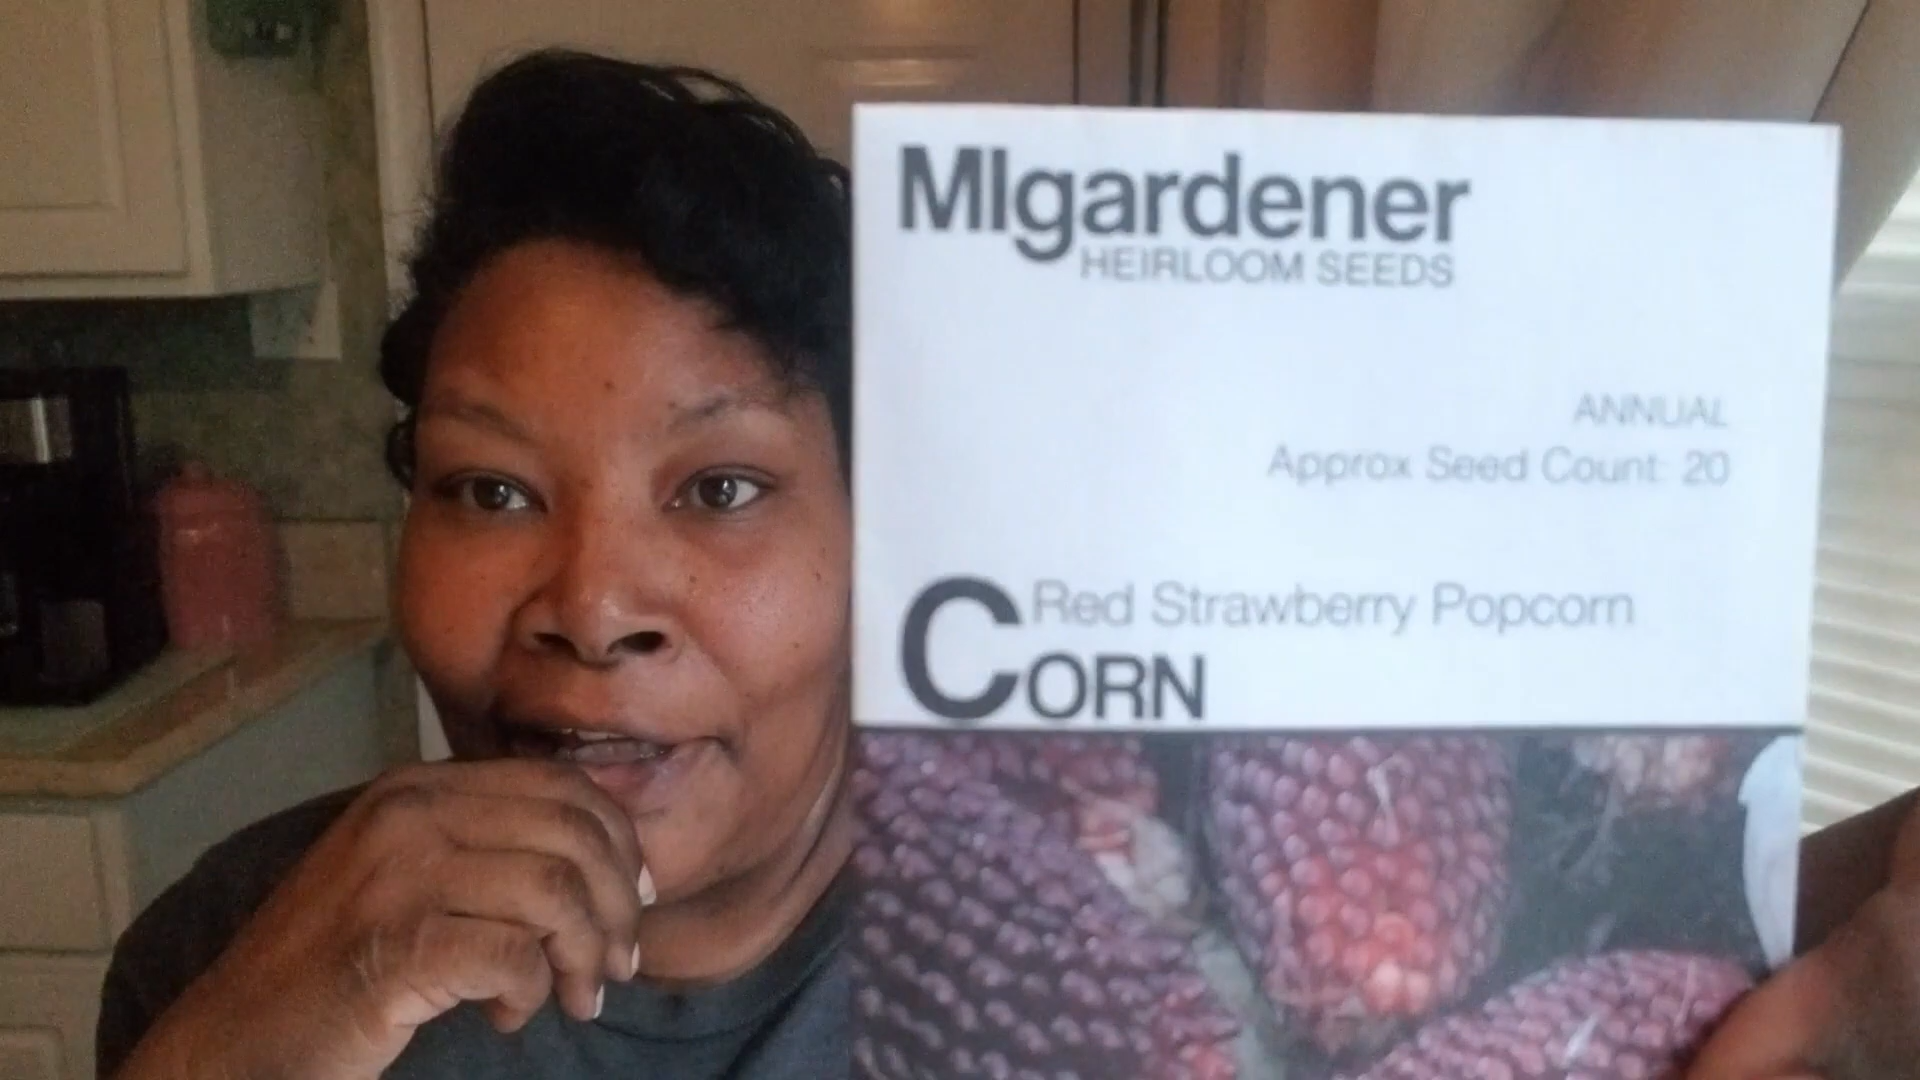 MIgardener
HEIRLOOM SEEDS
ANNUAL
Approx Seed Count: 20
Red Strawberry Popcorn
CORN